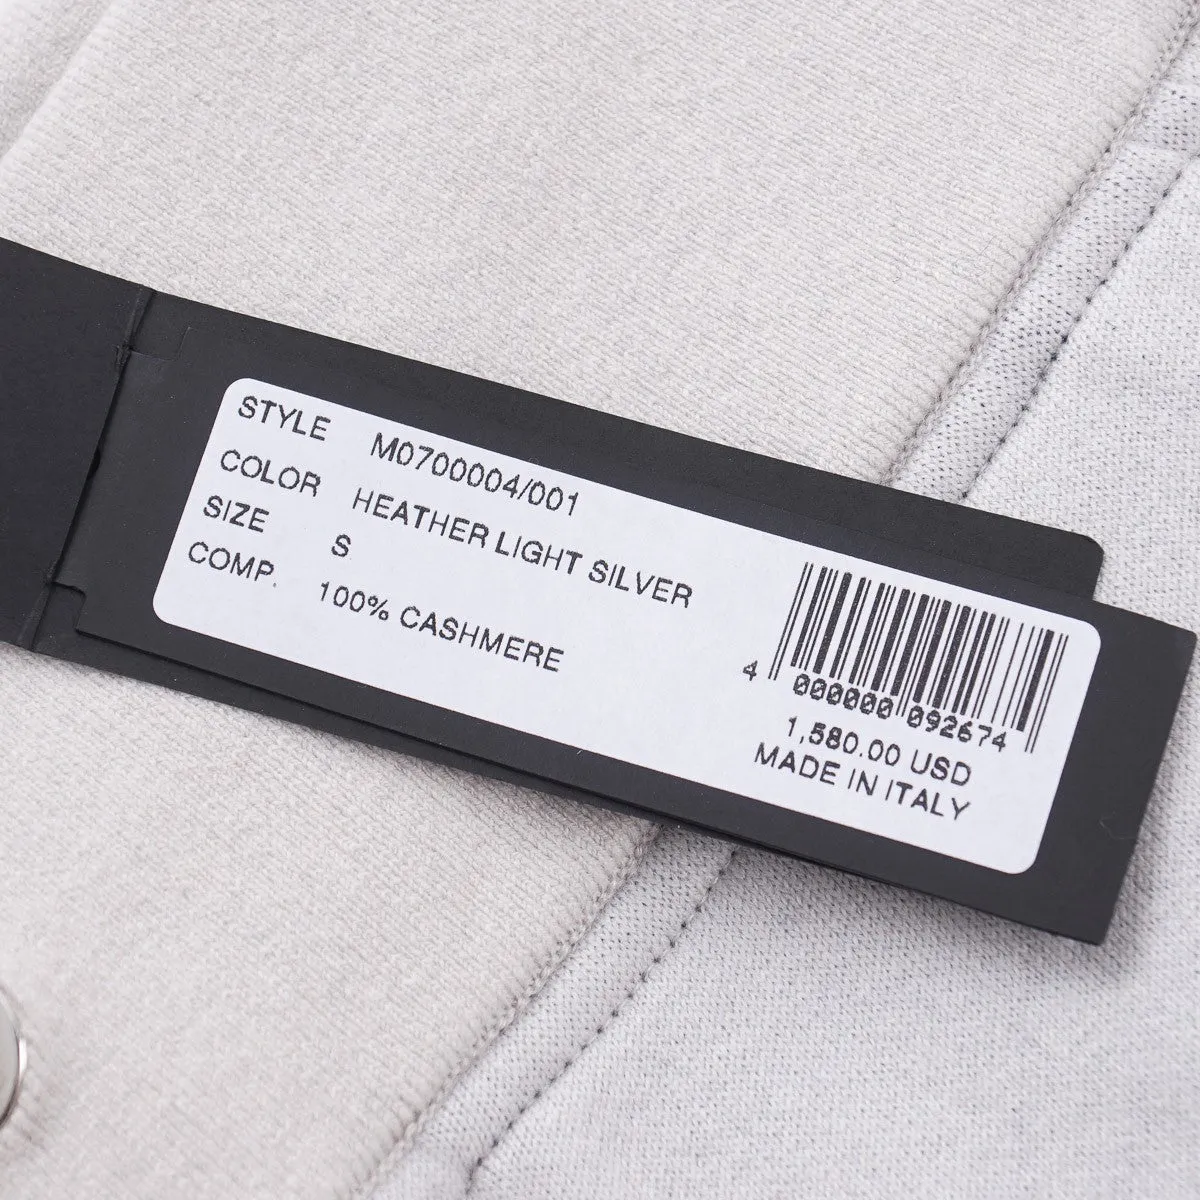 STYLE M0700004/001
COLOR HEATHER LIGHT SILVER
SIZE S
COMP. 100% CASHMERE
4 000000 092674
1,580.00 USD
MADE IN ITALY